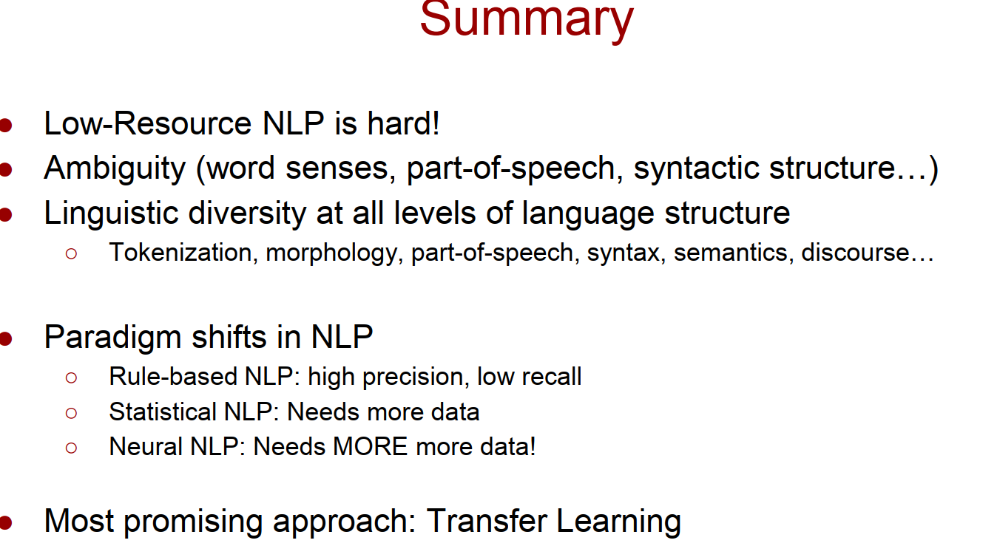 Summary
● Low-Resource NLP is hard!
● Ambiguity (word senses, part-of-speech, syntactic structure…)
● Linguistic diversity at all levels of language structure
○ Tokenization, morphology, part-of-speech, syntax, semantics, discourse…
● Paradigm shifts in NLP
○ Rule-based NLP: high precision, low recall
○ Statistical NLP: Needs more data
○ Neural NLP: Needs MORE more data!
● Most promising approach: Transfer Learning